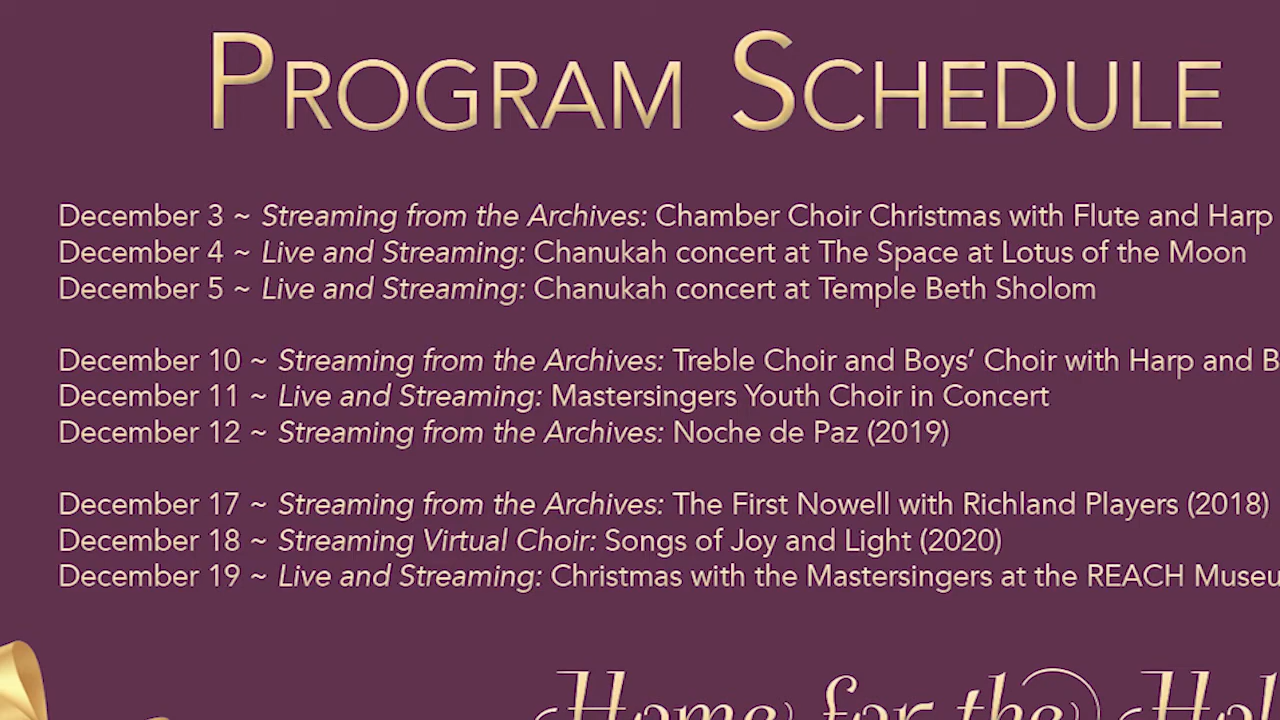 Program Schedule
December 3 ~ Streaming from the Archives: Chamber Choir Christmas with Flute and Harp
December 4 ~ Live and Streaming: Chanukah concert at The Space at Lotus of the Moon
December 5 ~ Live and Streaming: Chanukah concert at Temple Beth Sholom
December 10 ~ Streaming from the Archives: Treble Choir and Boys’ Choir with Harp and
December 11 ~ Live and Streaming: Mastersingers Youth Choir in Concert
December 12 ~ Streaming from the Archives: Noche de Paz (2019)
December 17 ~ Streaming from the Archives: The First Nowell with Richland Players (2018)
December 18 ~ Streaming Virtual Choir: Songs of Joy and Light (2020)
December 19 ~ Live and Streaming: Christmas with the Mastersingers at the REACH
Home for the